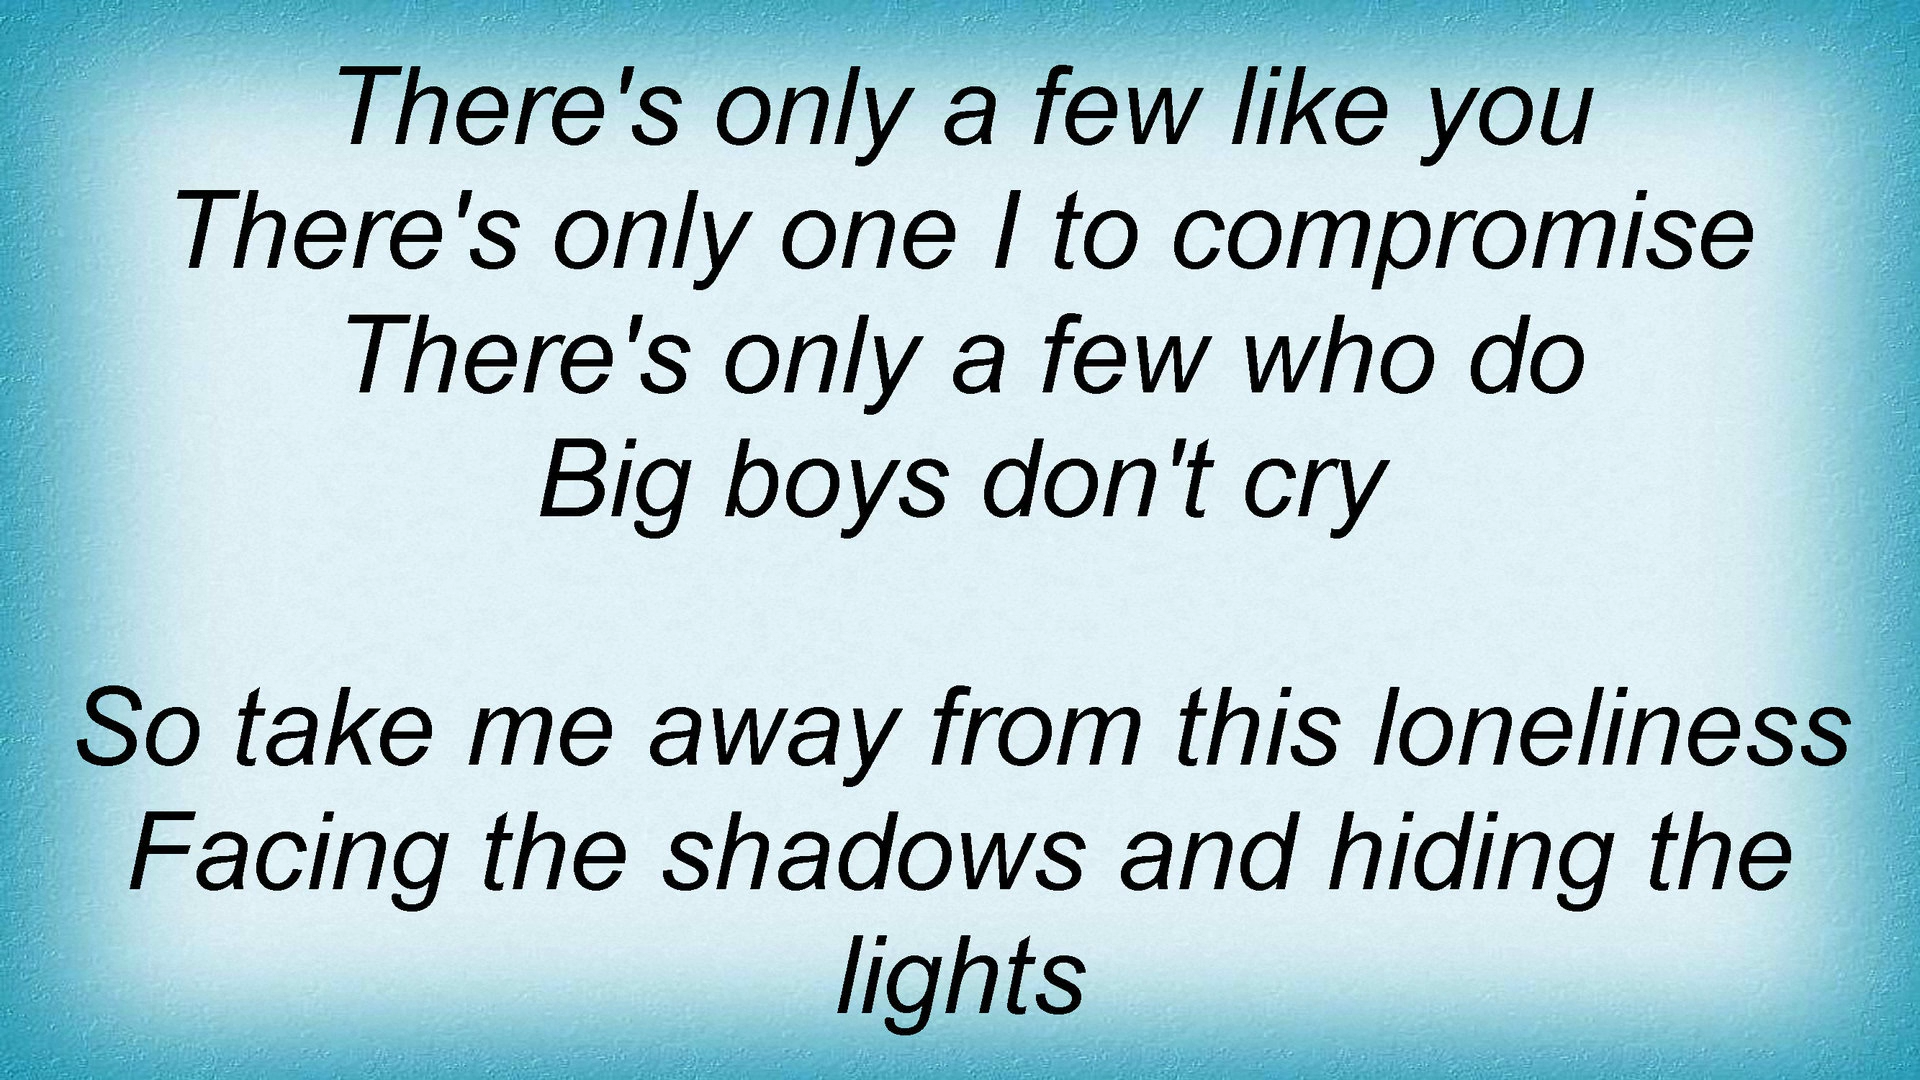 There's only a few like you
There's only one I to compromise
There's only a few who do
Big boys don't cry
So take me away from this loneliness
Facing the shadows and hiding the
lights